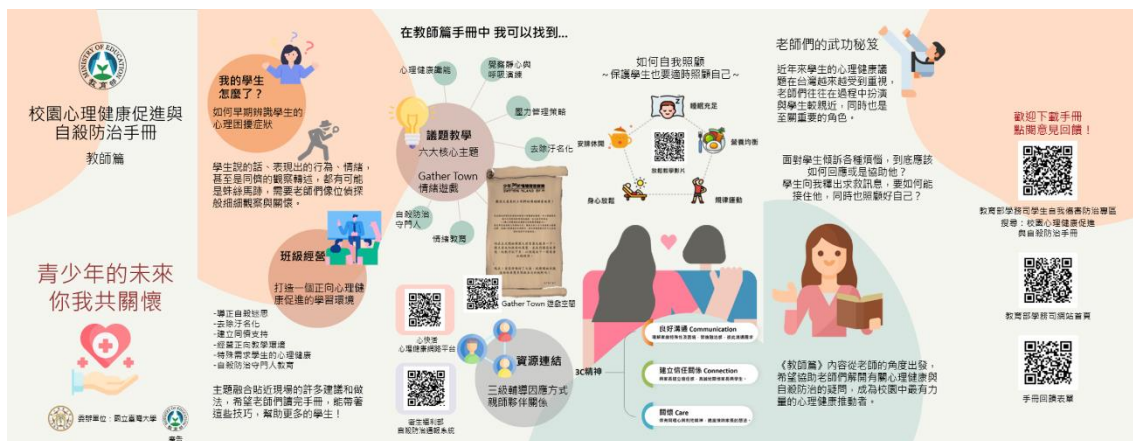 MINISTRY OF EDUCATION
教育部
校園心理健康促進與
自殺防治手冊
教師篇
青少年的未來
你我共關懷
委辦單位：國立臺灣大學
廣告
我的學生
怎麼了？
如何早期辨識學生的
心理困擾症狀
學生說的話、表現出的行為、情緒，
甚至是同儕的觀察轉述，都有可能
是蛛絲馬跡，需要老師們像位偵探
般細細觀察與關懷。
班級經營
打造一個正向心理健
康促進的學習環境
-導正自殺迷思
-去除汙名化
-建立同儕支持
-經營正向教學環境
-特殊需求學生的心理健康
-自殺防治守門人教育
主題融合貼近現場的許多建議和做
法，希望老師們讀完手冊，能帶著
這些技巧，幫助更多的學生！
在教師篇手冊中 我可以找到...
心理健康識能
覺察靜心與
呼吸演練
壓力管理策略
去除汙名化
議題教學
六大核心主題
Gather Town
情緒遊戲
自殺防治
守門人
情緒教育
Gather Town 遊戲空間
心快活
心理健康網路平台
衛生福利部
自殺防治通報系統
資源連結
三級輔導因應方式
親師夥伴關係
如何自我照顧
~保護學生也要適時照顧自己~
睡眠充足
安排休閒
營養均衡
放鬆教學影片
身心放鬆
規律運動
3C精神
良好溝通 Communication
建立信任關係 Connection
關懷 Care
老師們的武功秘笈
近年來學生的心理健康議
題在台灣越來越受到重視，
老師們往往在過程中扮演
與學生較親近，同時也是
至關重要的角色。
面對學生傾訴各種煩惱，到底應該
如何回應或是協助他？
學生向我釋出求救訊息，要如何能
接住他，同時也照顧好自己？
《教師篇》內容從老師的角度出發，
希望協助老師們解開有關心理健康與
自殺防治的疑問，成為校園中最有力
量的心理健康推動者。
歡迎下載手冊
點閱意見回饋！
教育部學務司學生自我傷害防治專區
搜尋：校園心理健康促進
與自殺防治手冊
教育部學務司網站首頁
手冊回饋表單